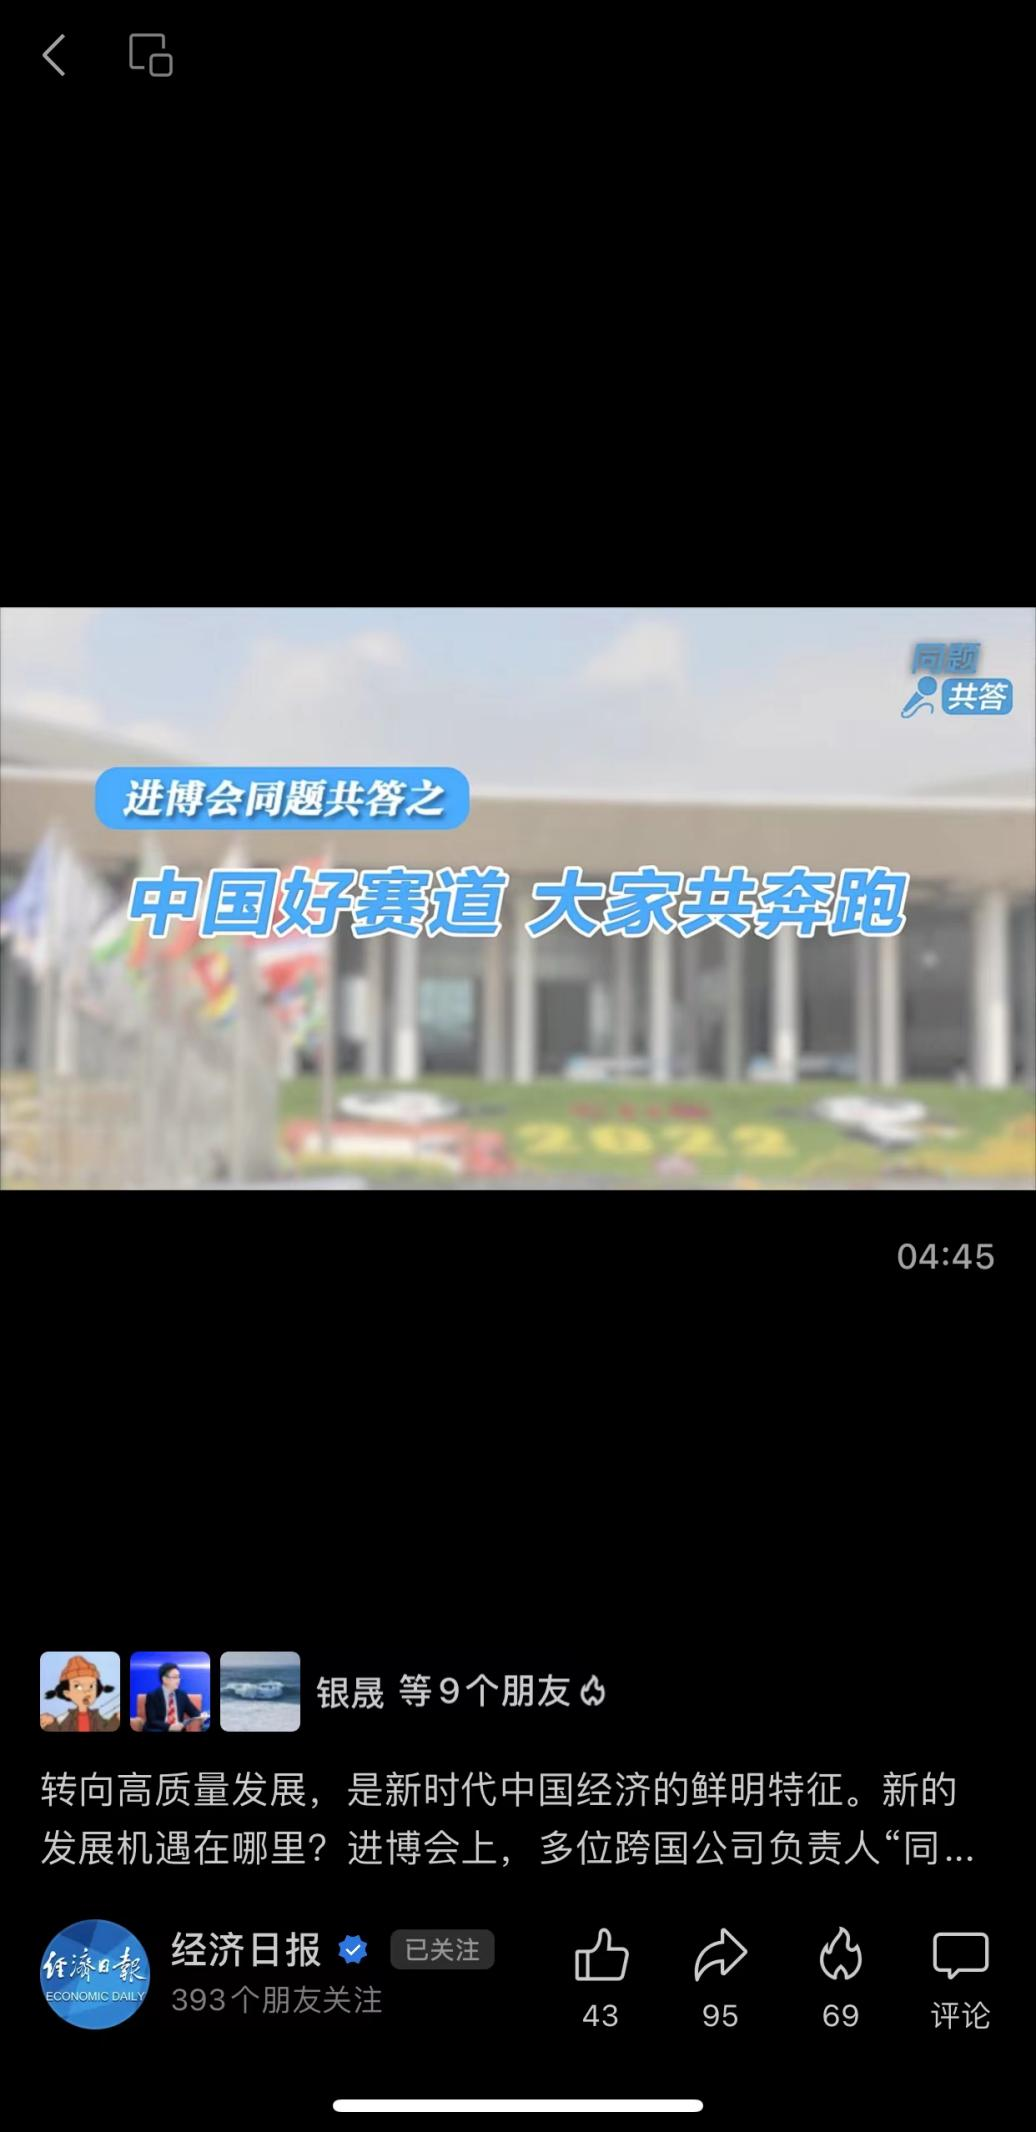 同题
共答
进博会同题共答之
中国好赛道 大家共奔跑
2022
04:45
银晟 等9个朋友
转向高质量发展，是新时代中国经济的鲜明特征。新的
发展机遇在哪里？进博会上，多位跨国公司负责人“同...
经濟日報
ECONOMIC DAILY
经济日报
已关注
393个朋友关注
43
95
69
评论